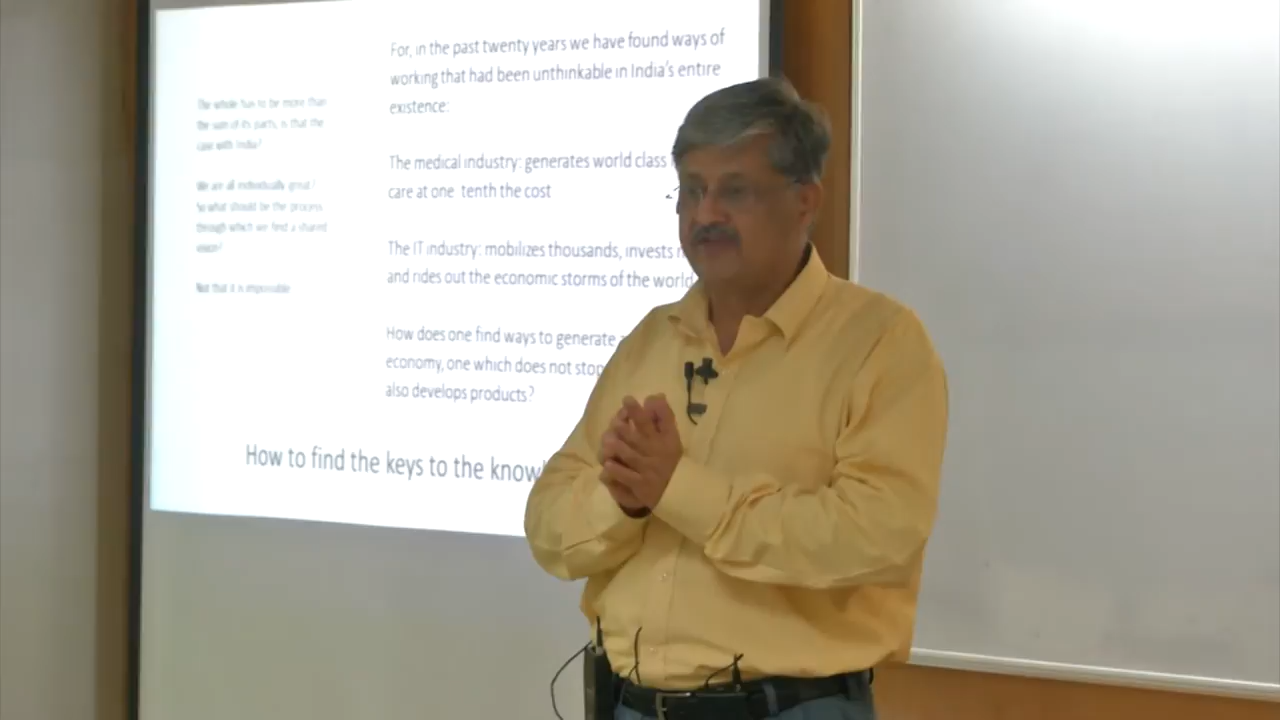 The whole has to be more than
the sum of its parts, is that the
case with India?
We are all individually great!
So what should be the process
through which we find a shared
vision?
Not that it is impossible
For, in the past twenty years we have found ways of
working that had been unthinkable in India's entire
existence:
The medical industry: generates world class
care at one tenth the cost
The IT industry: mobilizes thousands, invests
and rides out the economic storms of the world
How does one find ways to generate
economy, one which does not stop
also develops products?
How to find the keys to the